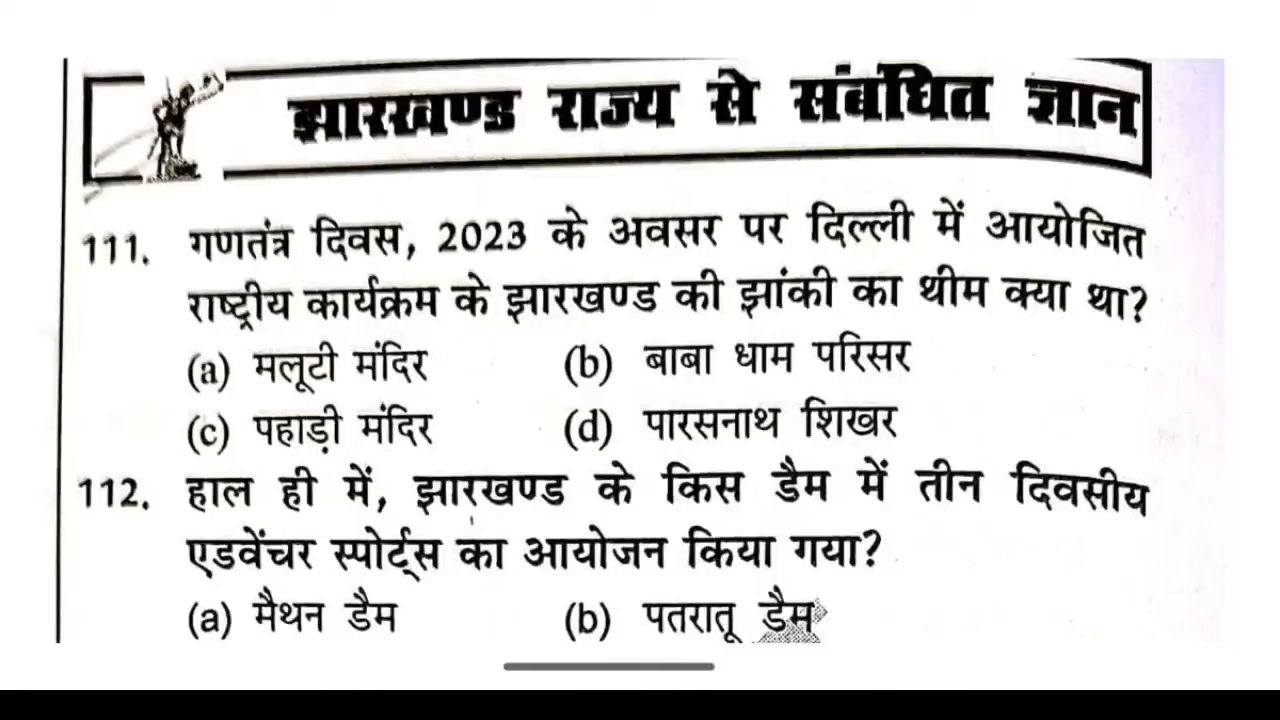 झारखण्ड राज्य से संबंधित ज्ञान
111. गणतंत्र दिवस, 2023 के अवसर पर दिल्ली में आयोजित
राष्ट्रीय कार्यक्रम के झारखण्ड की झांकी का थीम क्या था?
(a) मलूटी मंदिर (b) बाबा धाम परिसर
(c) पहाड़ी मंदिर (d) पारसनाथ शिखर
112. हाल ही में, झारखण्ड के किस डैम में तीन दिवसीय
एडवेंचर स्पोर्ट्स का आयोजन किया गया?
(a) मैथन डैम (b) पतरातू डैम